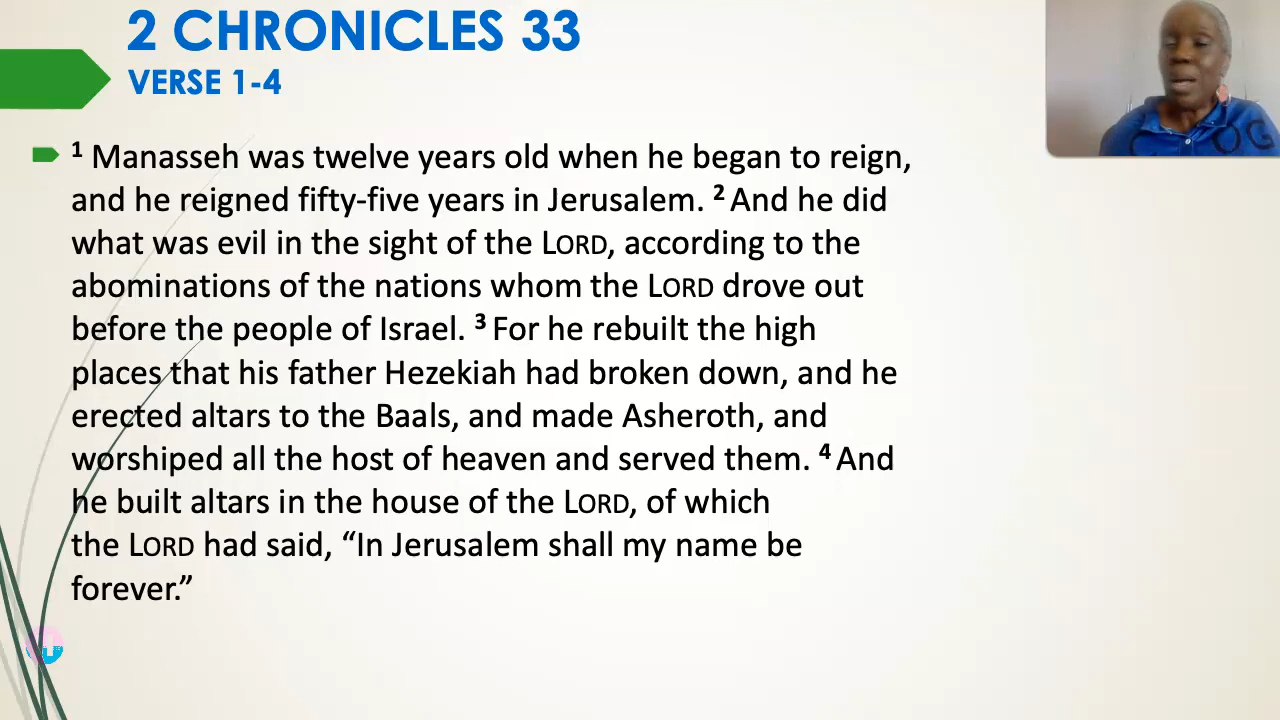 2 CHRONICLES 33
VERSE 1-4
1 Manasseh was twelve years old when he began to reign,
and he reigned fifty-five years in Jerusalem. 2 And he did
what was evil in the sight of the LORD, according to the
abominations of the nations whom the LORD drove out
before the people of Israel. 3 For he rebuilt the high
places that his father Hezekiah had broken down, and he
erected altars to the Baals, and made Asheroth, and
worshiped all the host of heaven and served them. 4 And
he built altars in the house of the LORD, of which
the LORD had said, “In Jerusalem shall my name be
forever.”